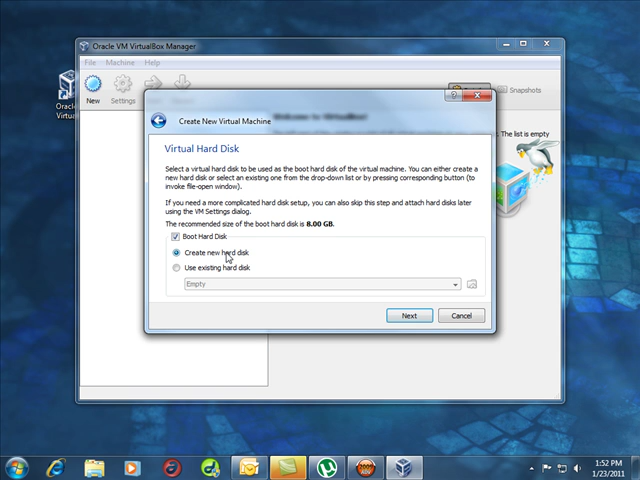 Oracle VM VirtualBox Manager
File Machine Help
New
Settings
Snapshots
Oracle
Virtual
Welcome to VirtualBox!
The list is empty
Create New Virtual Machine
Virtual Hard Disk
Select a virtual hard disk to be used as the boot hard disk of the virtual machine. You can either create a
new hard disk or select an existing one from the drop-down list or by pressing corresponding button (to
invoke file-open window).
If you need a more complicated hard disk setup, you can also skip this step and attach hard disks later
using the VM Settings dialog.
The recommended size of the boot hard disk is 8.00 GB.
Boot Hard Disk
Create new hard disk
Use existing hard disk
Empty
Next
Cancel
1:52 PM
1/23/2011